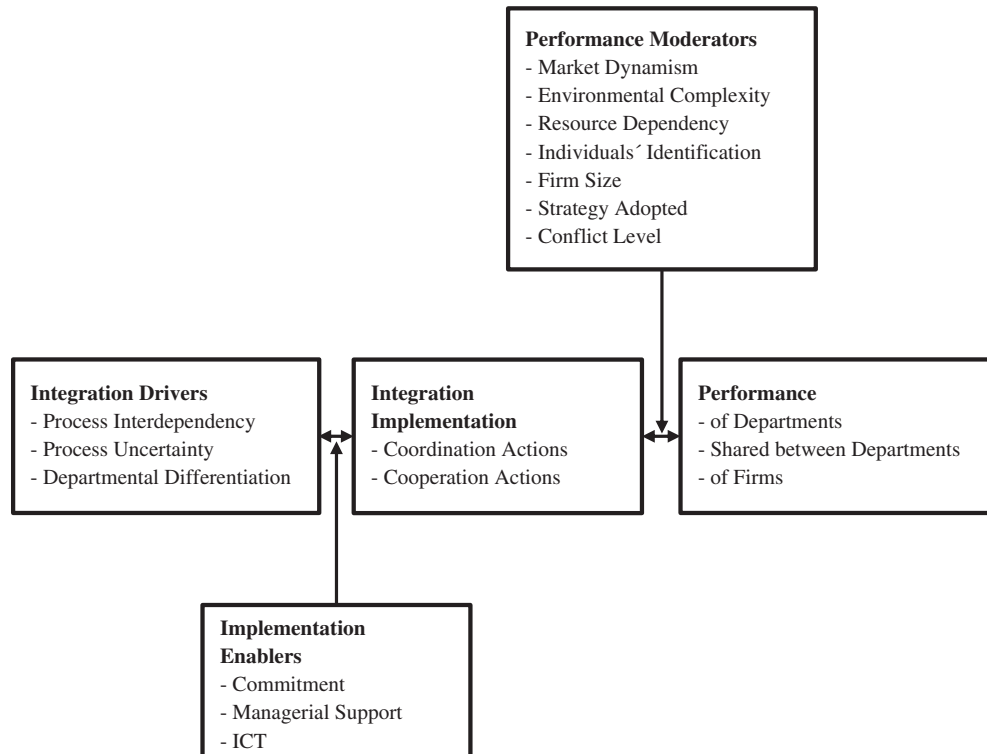 Performance Moderators
- Market Dynamism
- Environmental Complexity
- Resource Dependency
- Individuals´ Identification
- Firm Size
- Strategy Adopted
- Conflict Level
Integration Drivers
- Process Interdependency
- Process Uncertainty
- Departmental Differentiation
Integration
Implementation
- Coordination Actions
- Cooperation Actions
Performance
- of Departments
- Shared between Departments
- of Firms
Implementation
Enablers
- Commitment
- Managerial Support
- ICT